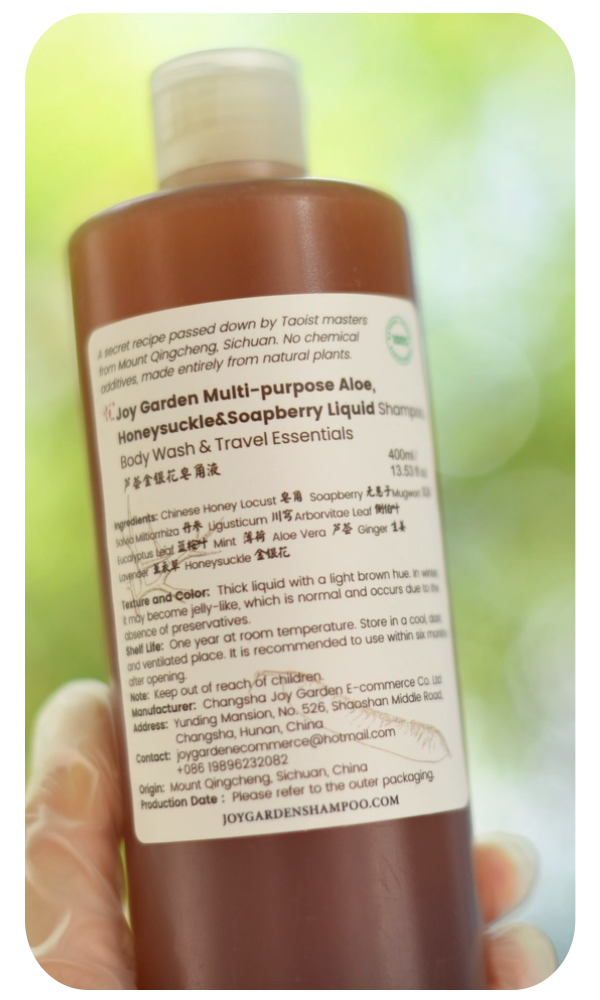 A secret recipe passed down by Taoist masters
from Mount Qingcheng, Sichuan. No chemical
additives, made entirely from natural plants.
Joy Garden Multi-purpose Aloe,
Honeysuckle&Soapberry Liquid Shampoo
Body Wash & Travel Essentials
芦荟金银花皂角液
400ml
13.53 fl oz
Ingredients: Chinese Honey Locust 皂角 Soapberry 无患子 Mugwort
Salvia Miltiorrhiza 丹参 Ligusticum 川芎 Arborvitae Leaf 侧柏叶
Eucalyptus Leaf 蓝桉叶 Mint 薄荷 Aloe Vera 芦荟 Ginger 生姜
Lavender 薰衣草 Honeysuckle 金银花
Texture and Color: Thick liquid with a light brown hue. In winter,
it may become jelly-like, which is normal and occurs due to the
absence of preservatives.
Shelf Life: One year at room temperature. Store in a cool, dark,
and ventilated place. It is recommended to use within six months
after opening.
Note: Keep out of reach of children.
Manufacturer: Changsha Joy Garden E-commerce Co. Ltd
Address: Yunding Mansion, No. 526, Shaoshan Middle Road,
Changsha, Hunan, China
Contact: joygardenecommerce@hotmail.com
+086 19896232082
Origin: Mount Qingcheng, Sichuan, China
Production Date : Please refer to the outer packaging.
JOYGARDENSHAMPOO.COM